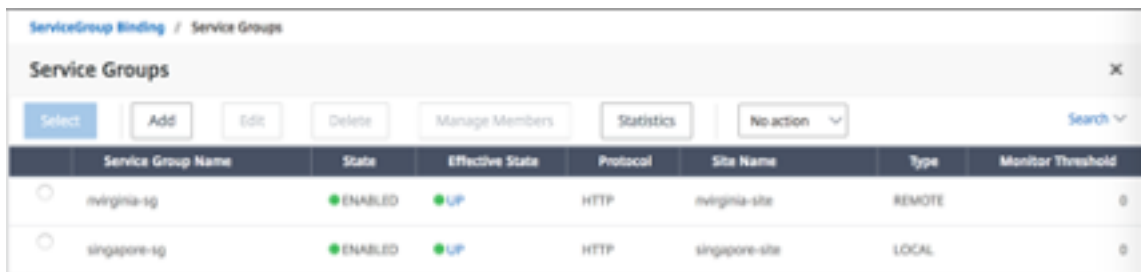 ServiceGroup Binding / Service Groups
Service Groups
Select Add Edit Delete Manage Members Statistics No action Search
Service Group Name State Effective State Protocol Site Name Type Monitor Threshold
nvirginia-sg ENABLED UP HTTP nvirginia-site REMOTE 0
singapore-sg ENABLED UP HTTP singapore-site LOCAL 0